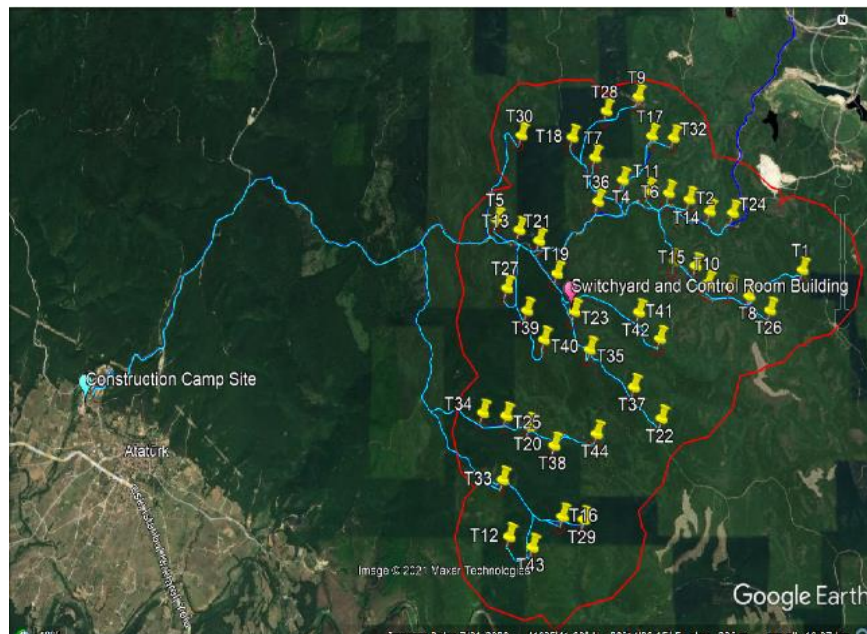 N
T9
T28
T30
T18
T7
T17
T32
T11
T36
T4
T6
T2
T14
T24
T5
T13
T21
T19
T15
T10
T1
T27
Switchyard and Control Room Building
T23
T41
T8
T26
T39
T42
T40
T35
Construction Camp Site
T37
T34
T25
T22
T20
T44
T38
Ataturk
T33
T16
T12
T29
T43
Image © 2021 Maxar Technologies
Google Earth